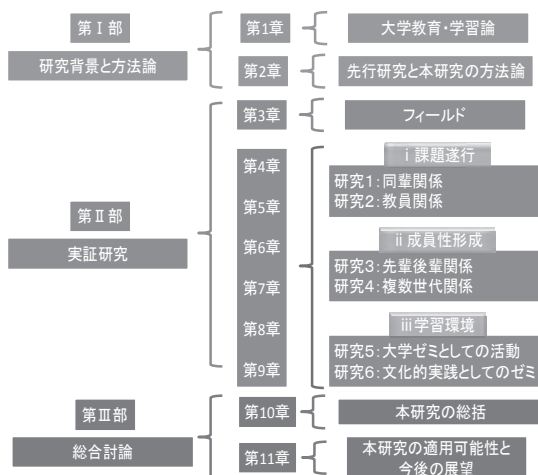 第Ⅰ部
研究背景と方法論
第1章
大学教育・学習論
第2章
先行研究と本研究の方法論
第Ⅱ部
実証研究
第3章
フィールド
第4章
第5章
第6章
第7章
第8章
第9章
ⅰ課題遂行
研究1:同輩関係
研究2:教員関係
ⅱ成員性形成
研究3:先輩後輩関係
研究4:複数世代関係
ⅲ学習環境
研究5:大学ゼミとしての活動
研究6:文化的実践としてのゼミ
第Ⅲ部
総合討論
第10章
本研究の総括
第11章
本研究の適用可能性と
今後の展望